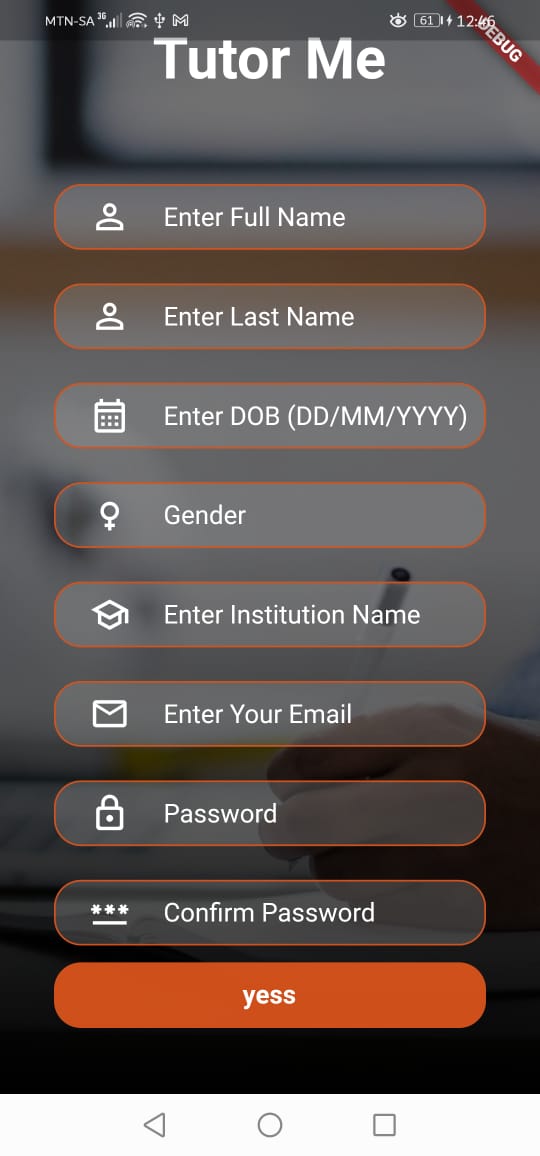 MTN-SA 3G 61 12:46
DEBUG
Tutor Me
Enter Full Name
Enter Last Name
Enter DOB (DD/MM/YYYY)
Gender
Enter Institution Name
Enter Your Email
Password
*** Confirm Password
yess